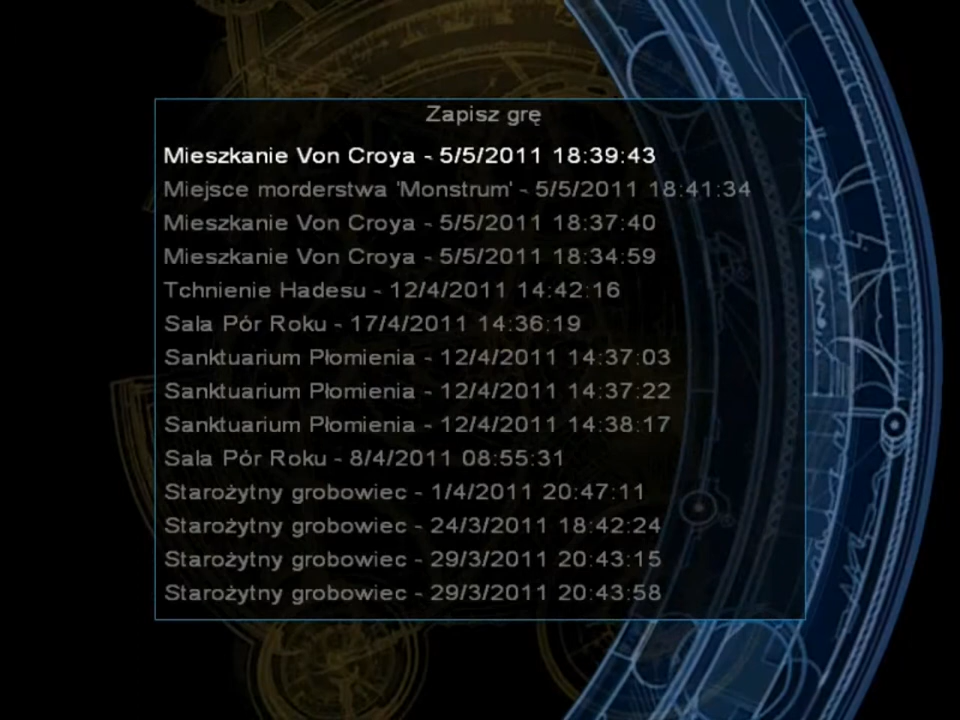 Zapisz grę
Mieszkanie Von Croya - 5/5/2011 18:39:43
Miejsce morderstwa 'Monstrum' - 5/5/2011 18:41:34
Mieszkanie Von Croya - 5/5/2011 18:37:40
Mieszkanie Von Croya - 5/5/2011 18:34:59
Tchnienie Hadesu - 12/4/2011 14:42:16
Sala Pór Roku - 17/4/2011 14:36:19
Sanktuarium Płomienia - 12/4/2011 14:37:03
Sanktuarium Płomienia - 12/4/2011 14:37:22
Sanktuarium Płomienia - 12/4/2011 14:38:17
Sala Pór Roku - 8/4/2011 08:55:31
Starożytny grobowiec - 1/4/2011 20:47:11
Starożytny grobowiec - 24/3/2011 18:42:24
Starożytny grobowiec - 29/3/2011 20:43:15
Starożytny grobowiec - 29/3/2011 20:43:58